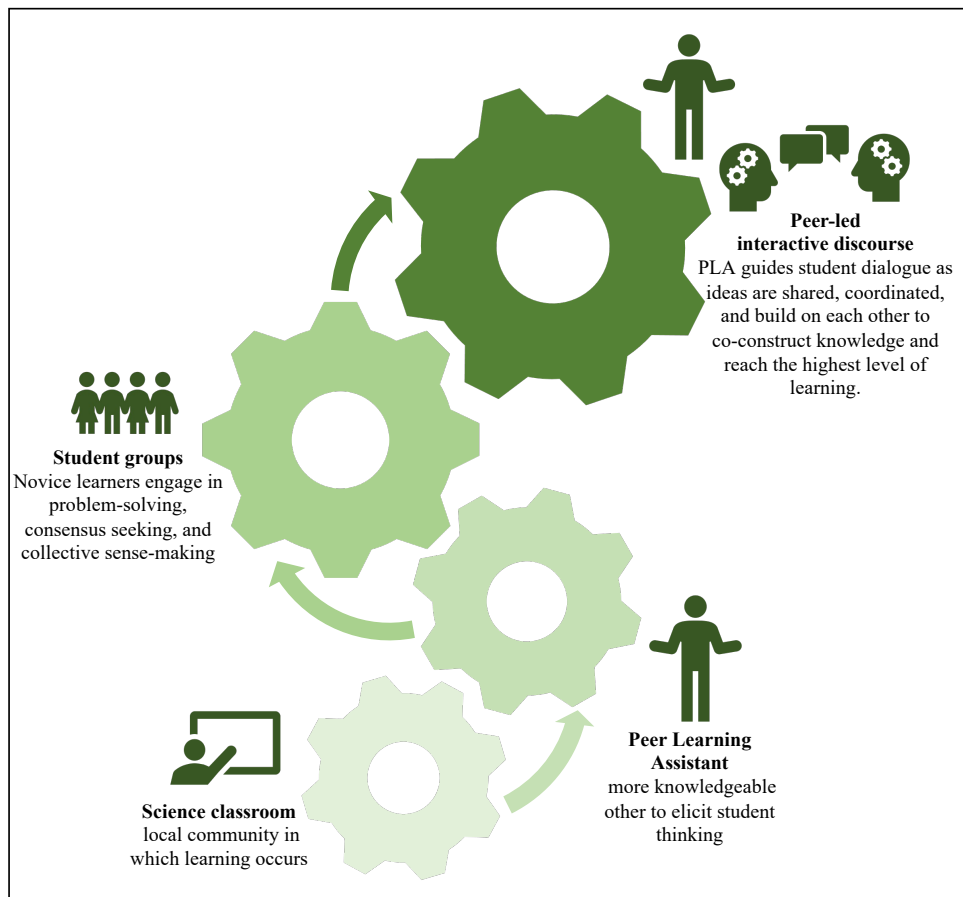 Peer-led
interactive discourse
PLA guides student dialogue as
ideas are shared, coordinated,
and build on each other to
co-construct knowledge and
reach the highest level of
learning.
Student groups
Novice learners engage in
problem-solving,
consensus seeking, and
collective sense-making
Peer Learning
Assistant
more knowledgeable
other to elicit student
thinking
Science classroom
local community in
which learning occurs